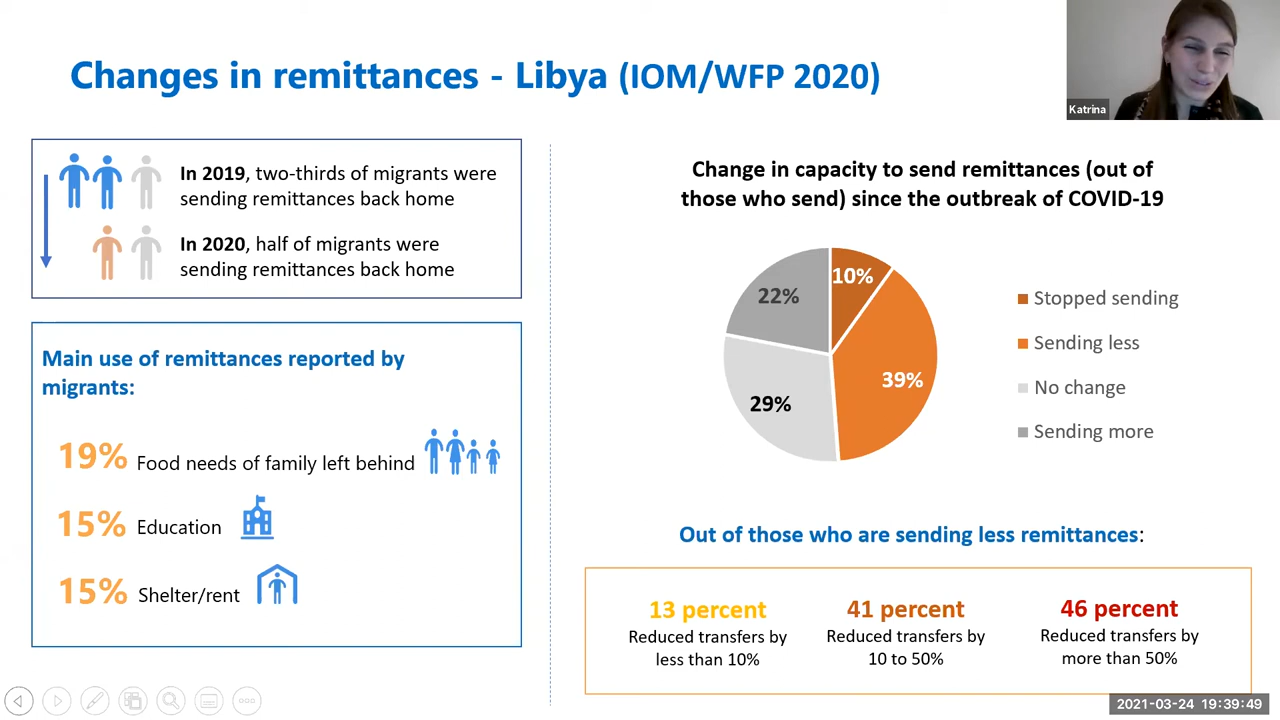 Changes in remittances - Libya (IOM/WFP 2020)
Katrina
In 2019, two-thirds of migrants were
sending remittances back home
In 2020, half of migrants were
sending remittances back home
Main use of remittances reported by
migrants:
19% Food needs of family left behind
15% Education
15% Shelter/rent
Change in capacity to send remittances (out of
those who send) since the outbreak of COVID-19
10%
22%
39%
29%
Stopped sending
Sending less
No change
Sending more
Out of those who are sending less remittances:
13 percent
Reduced transfers by
less than 10%
41 percent
Reduced transfers by
10 to 50%
46 percent
Reduced transfers by
more than 50%
2021-03-24 19:39:49